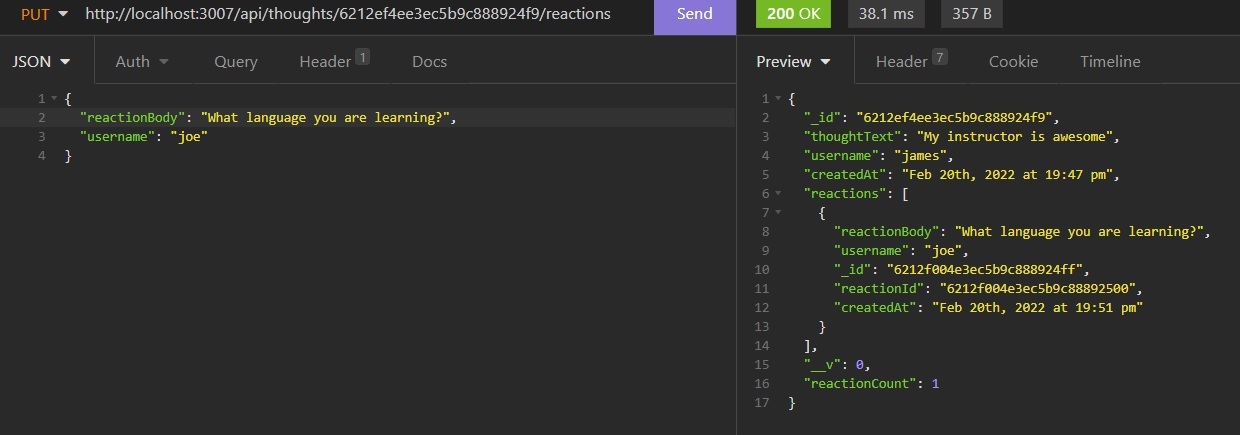 PUT http://localhost:3007/api/thoughts/6212ef4ee3ec5b9c888924f9/reactions Send 200 OK 38.1 ms 357 B
JSON Auth Query Header 1 Docs
1 {
2 "reactionBody": "What language you are learning?",
3 "username": "joe"
4 }
Preview Header 7 Cookie Timeline
1 {
2 "_id": "6212ef4ee3ec5b9c888924f9",
3 "thoughtText": "My instructor is awesome",
4 "username": "james",
5 "createdAt": "Feb 20th, 2022 at 19:47 pm",
6 "reactions": [
7 {
8 "reactionBody": "What language you are learning?",
9 "username": "joe",
10 "_id": "6212f004e3ec5b9c888924ff",
11 "reactionId": "6212f004e3ec5b9c88892500",
12 "createdAt": "Feb 20th, 2022 at 19:51 pm"
13 }
14 ],
15 "__v": 0,
16 "reactionCount": 1
17 }